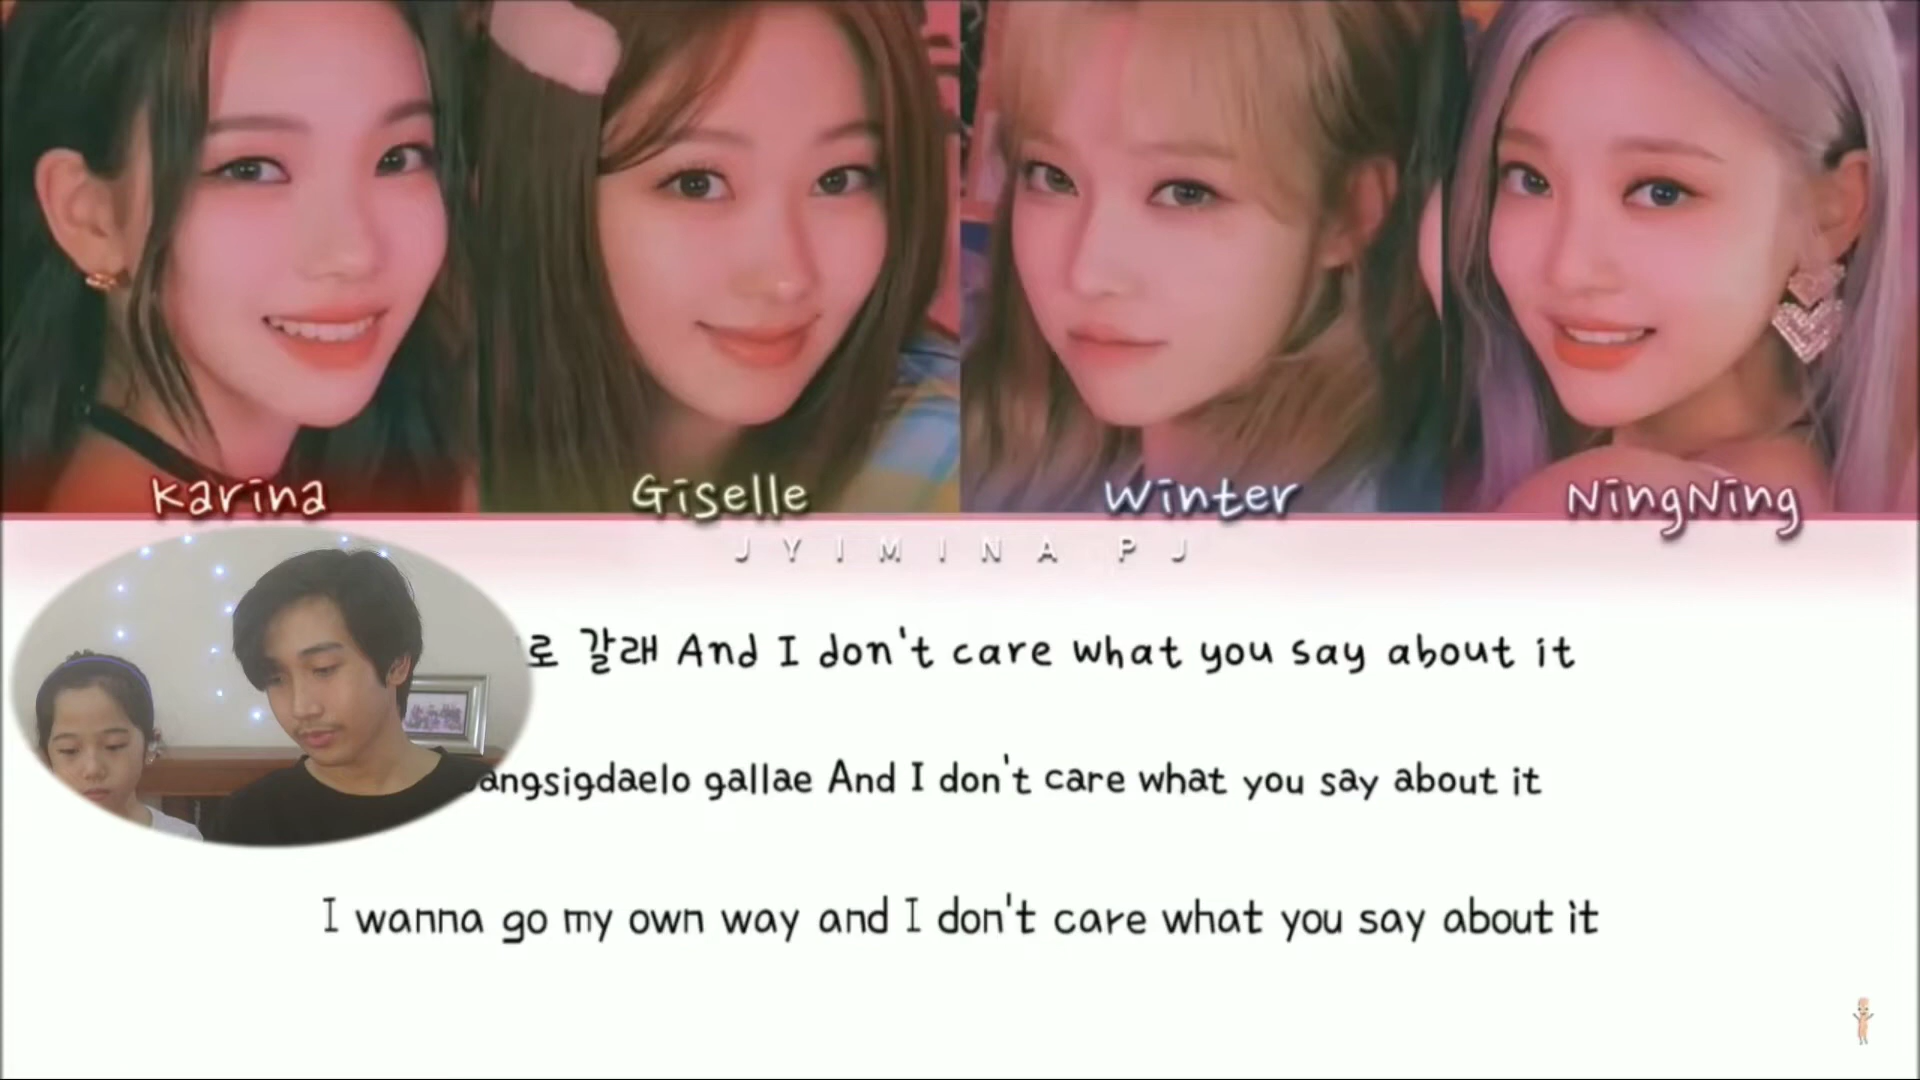 Karina
Giselle
Winter
NingNing
JYIMINA PJ
로 갈래 And I don't care what you say about it
angsigdaelo gallae And I don't care what you say about it
I wanna go my own way and I don't care what you say about it